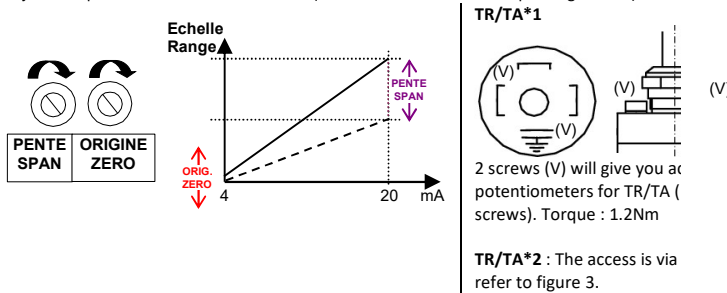 Echelle
Range
PENTE
SPAN
ORIG.
ZERO
4
20
mA
PENTE
SPAN
ORIGINE
ZERO
TR/TA*1
(V)
(V)
(V)
(V)
2 screws (V) will give you
potentiometers for TR/TA (
screws). Torque : 1.2Nm
TR/TA*2 : The access is via
refer to figure 3.